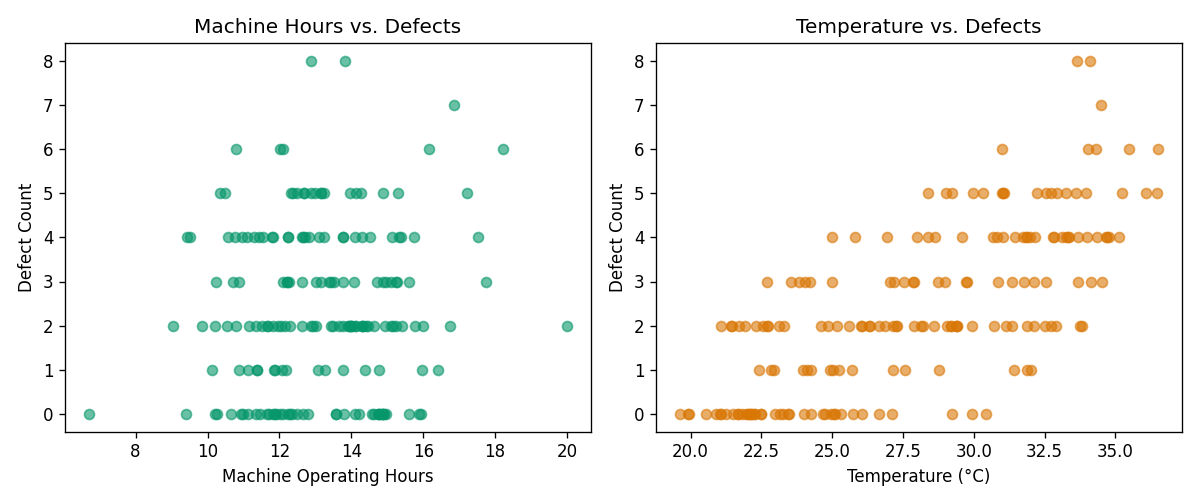 Machine Hours vs. Defects
Defect Count
8
7
6
5
4
3
2
1
0
8 10 12 14 16 18 20
Machine Operating Hours
Temperature vs. Defects
Defect Count
8
7
6
5
4
3
2
1
0
20.0 22.5 25.0 27.5 30.0 32.5 35.0
Temperature (°C)